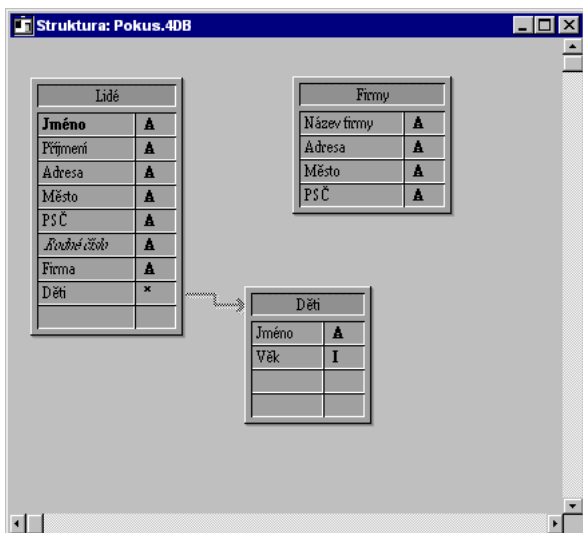 Struktura: Pokus.4DB
Lidé
Jméno A
Příjmení A
Adresa A
Město A
PSČ A
Rodné číslo A
Firma A
Děti *
Firmy
Název firmy A
Adresa A
Město A
PSČ A
Děti
Jméno A
Věk I